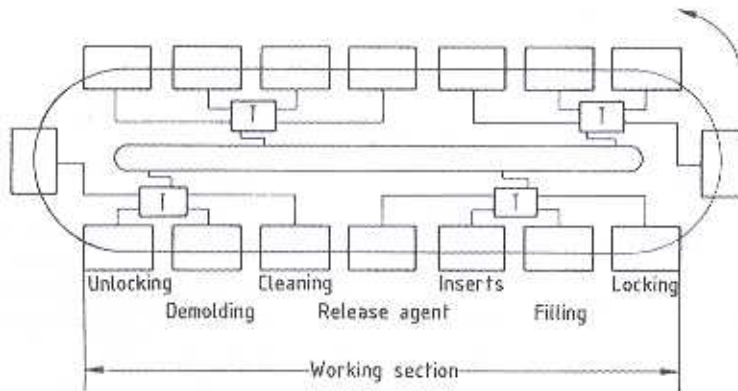 T
T
T
T
Unlocking
Cleaning
Inserts
Locking
Demolding
Release agent
Filling
Working section